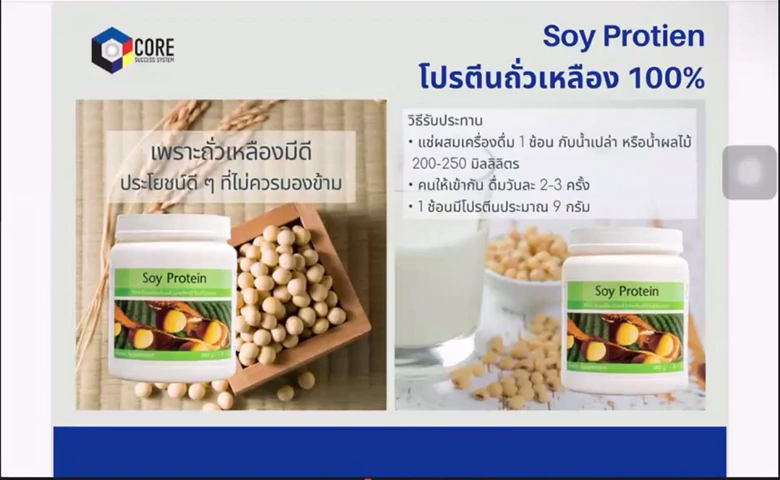 CORE
SUCCESS SYSTEM
Soy Protien
โปรตีนถั่วเหลือง 100%
เพราะถั่วเหลืองมีดี
ประโยชน์ดี ๆ ที่ไม่ควรมองข้าม
Soy Protein
วิธีรับประทาน
• แช่ผสมเครื่องดื่ม 1 ช้อน กับน้ำเปล่า หรือน้ำผลไม้
200-250 มิลลิลิตร
• คนให้เข้ากัน ดื่มวันละ 2-3 ครั้ง
• 1 ช้อนมีโปรตีนประมาณ 9 กรัม
Soy Protein